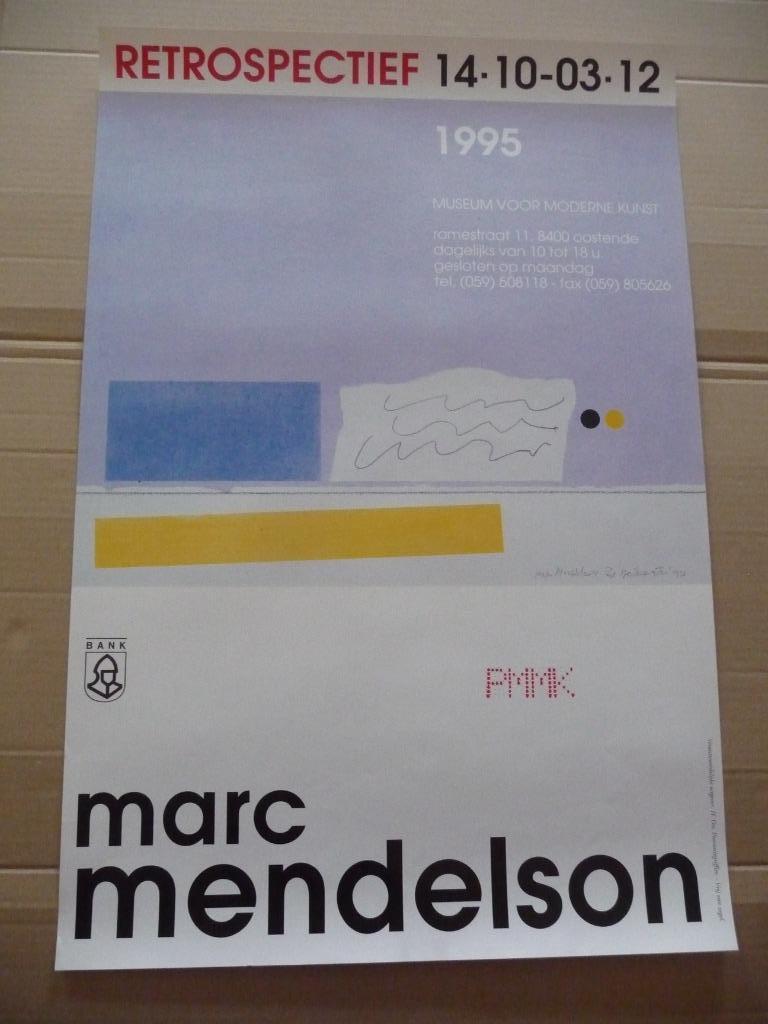 RETROSPECTIEF 14·10-03·12
1995
MUSEUM VOOR MODERNE KUNST
ramestraat 11, 8400 oostende
dagelijks van 10 tot 18 u.
gesloten op maandag
tel. (059) 508118 - fax (059) 805626
BANK
PMMK
marc
mendelson